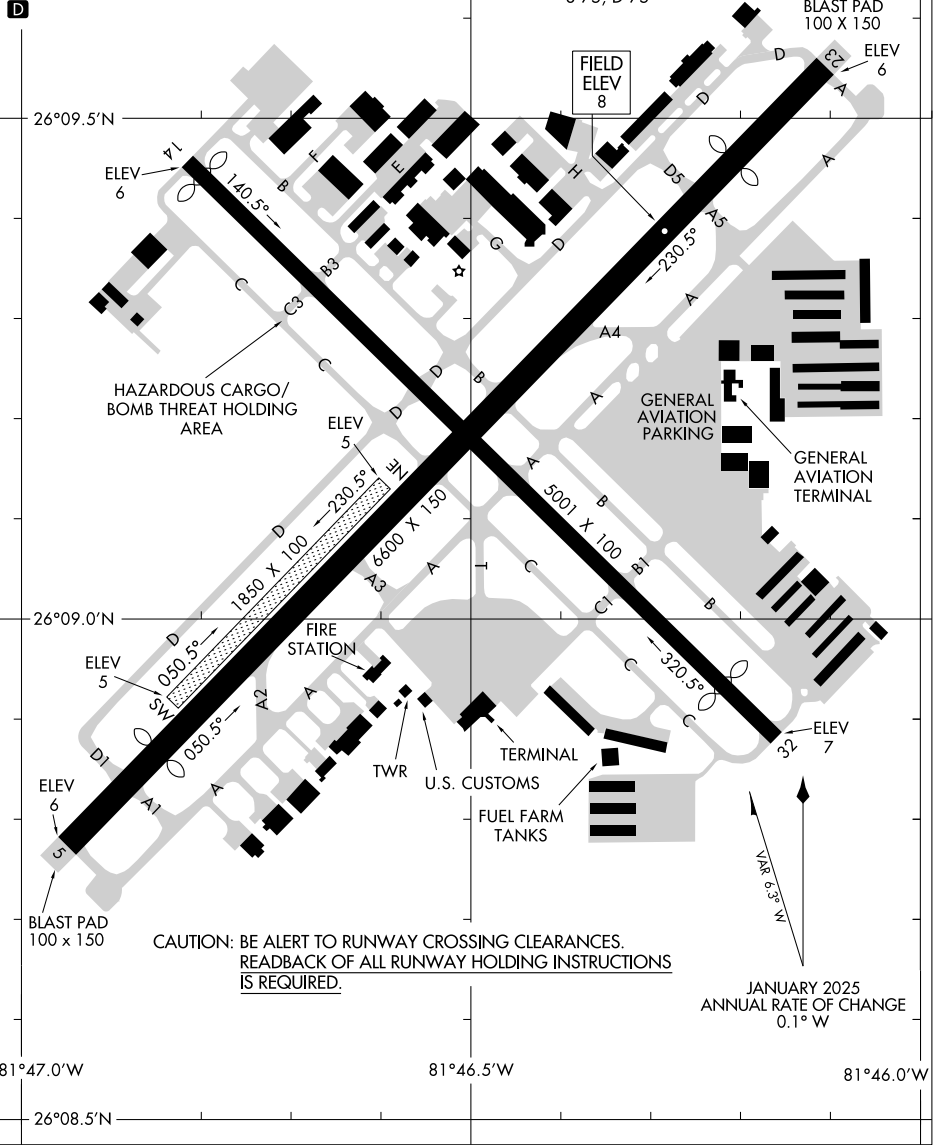 D
BLAST PAD
100 X 150
23
ELEV
6
FIELD
ELEV
8
26°09.5'N
14
ELEV
6
140.5°
D
D
A
A
F
E
B
H
D5
A5
G
D
230.5°
B3
C
C3
A
A4
C
D
B
HAZARDOUS CARGO/
BOMB THREAT HOLDING
AREA
D
A
GENERAL
AVIATION
PARKING
ELEV
5
GENERAL
AVIATION
TERMINAL
NE
230.5°
A
B
5001 X 100
D
1850 X 100
6600 X 150
A3
A
T
C
B1
C1
B
26°09.0'N
D
050.5°
FIRE
STATION
C
320.5°
ELEV
5
SW
A2
A
050.5°
C
ELEV
7
32
D1
TERMINAL
TWR
U.S. CUSTOMS
ELEV
6
A1
A
FUEL FARM
TANKS
5
VAR 6.3° W
BLAST PAD
100 x 150
CAUTION: BE ALERT TO RUNWAY CROSSING CLEARANCES.
READBACK OF ALL RUNWAY HOLDING INSTRUCTIONS
IS REQUIRED.
JANUARY 2025
ANNUAL RATE OF CHANGE
0.1° W
81°47.0'W
81°46.5'W
81°46.0'W
26°08.5'N